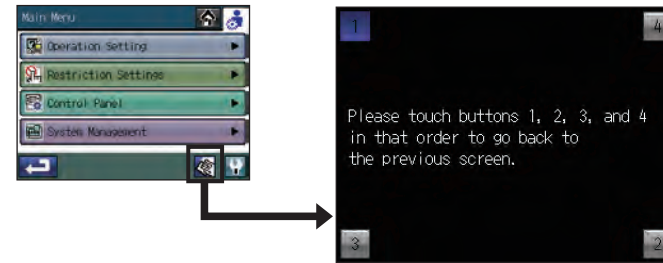 Main Menu
Operation Setting
Restriction Settings
Control Panel
System Management
1
4
Please touch buttons 1, 2, 3, and 4
in that order to go back to
the previous screen.
3
2